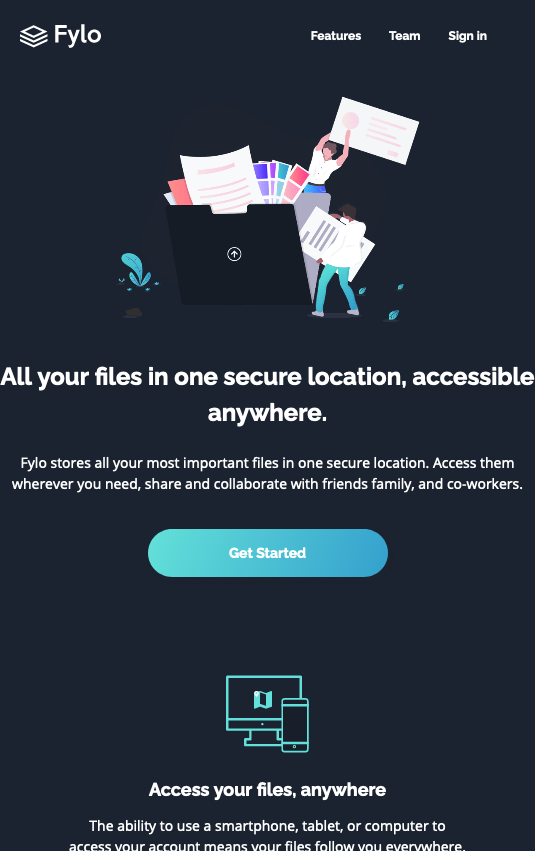 Fylo
Features Team Sign in
All your files in one secure location, accessible
anywhere.
Fylo stores all your most important files in one secure location. Access them
wherever you need, share and collaborate with friends family, and co-workers.
Get Started
Access your files, anywhere
The ability to use a smartphone, tablet, or computer to
access your account means your files follow you everywhere.